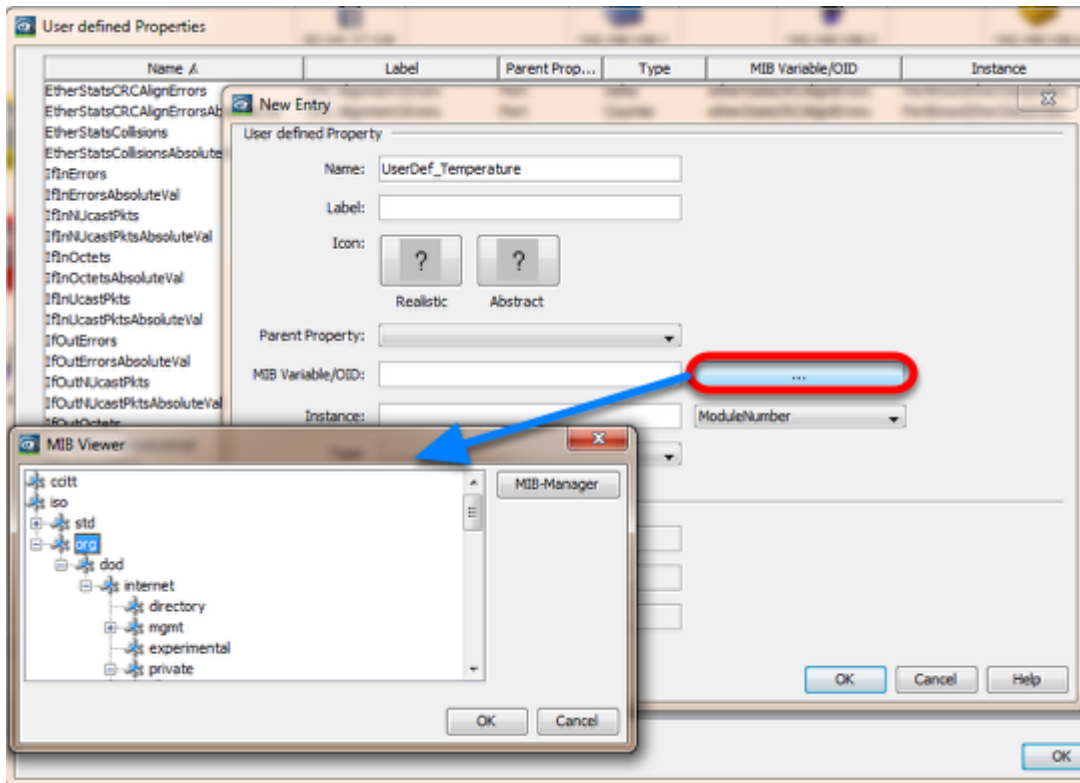 User defined Properties
Name Label Parent Prop... Type MIB Variable/OID Instance
EtherStatsCRCAlignErrors
EtherStatsCRCAlignErrorsAb
EtherStatsCollisions
EtherStatsCollisionsAbsolute
IfInErrors
IfInErrorsAbsoluteVal
IfInNUcastPkts
IfInNUcastPktsAbsoluteVal
IfInOctets
IfInOctetsAbsoluteVal
IfInUcastPkts
IfInUcastPktsAbsoluteVal
IfOutErrors
IfOutErrorsAbsoluteVal
IfOutNUcastPkts
IfOutNUcastPktsAbsoluteVal
IfOutOctets
New Entry
User defined Property
Name: UserDef_Temperature
Label:
Icon: ? ?
Realistic Abstract
Parent Property:
MIB Variable/OID: ...
Instance: ModuleNumber
OK Cancel Help
MIB Viewer
ccitt
iso
std
org
dod
internet
directory
mgmt
experimental
private
MIB-Manager
OK Cancel
OK